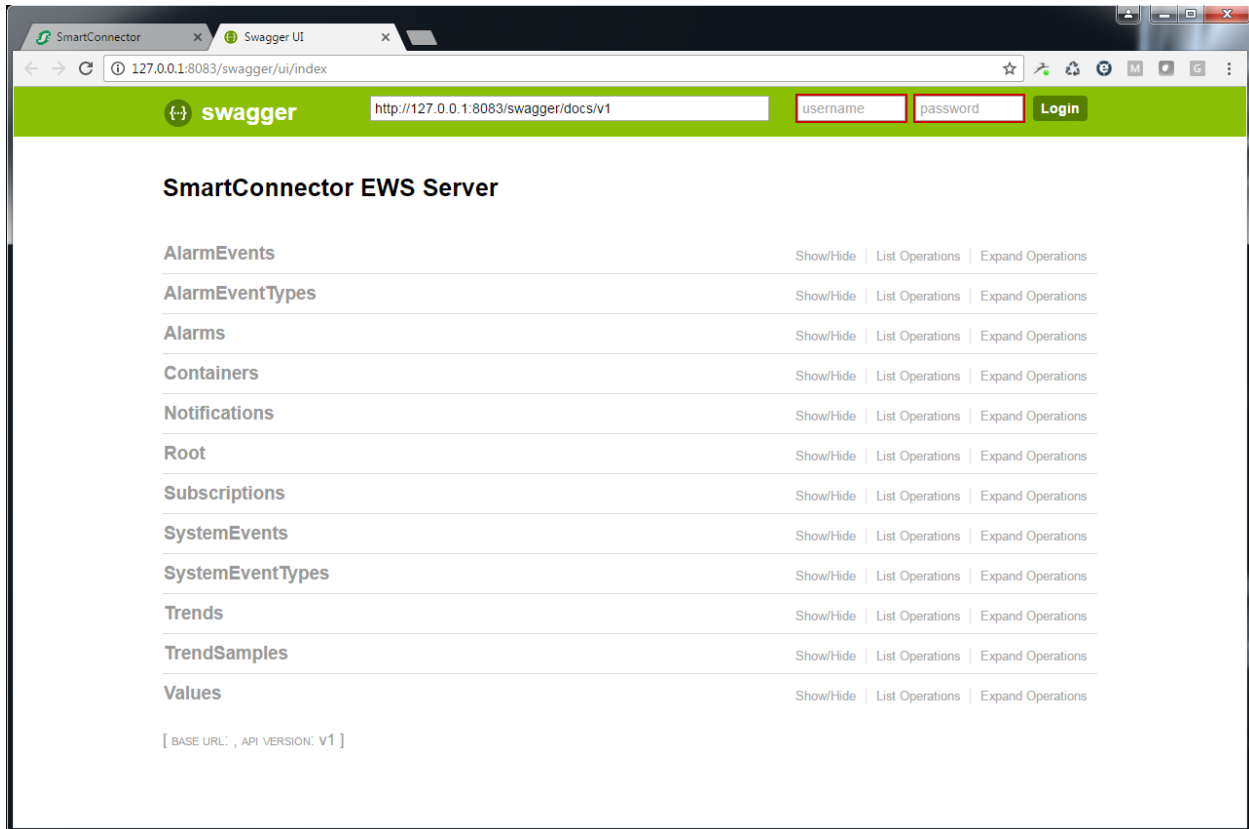 SmartConnector Swagger UI
127.0.0.1:8083/swagger/ui/index
swagger http://127.0.0.1:8083/swagger/docs/v1 username password Login
SmartConnector EWS Server
AlarmEvents Show/Hide List Operations Expand Operations
AlarmEventTypes Show/Hide List Operations Expand Operations
Alarms Show/Hide List Operations Expand Operations
Containers Show/Hide List Operations Expand Operations
Notifications Show/Hide List Operations Expand Operations
Root Show/Hide List Operations Expand Operations
Subscriptions Show/Hide List Operations Expand Operations
SystemEvents Show/Hide List Operations Expand Operations
SystemEventTypes Show/Hide List Operations Expand Operations
Trends Show/Hide List Operations Expand Operations
TrendSamples Show/Hide List Operations Expand Operations
Values Show/Hide List Operations Expand Operations
[ BASE URL: , API VERSION: V1 ]